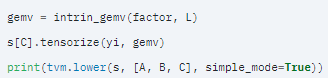 gemv = intrin_gemv(factor, L)
s[C].tensorize(yi, gemv)
print(tvm.lower(s, [A, B, C], simple_mode=True))